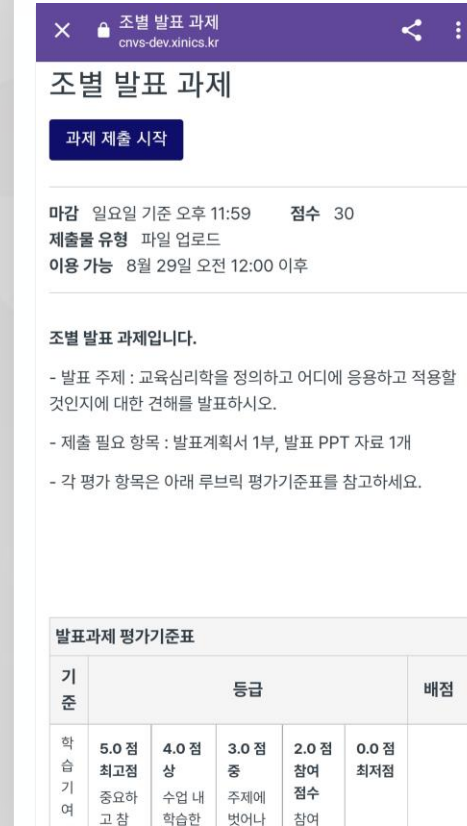 조별 발표 과제
cnvs-dev.xinics.kr
조별 발표 과제
과제 제출 시작
마감 일요일 기준 오후 11:59 점수 30
제출물 유형 파일 업로드
이용 가능 8월 29일 오전 12:00 이후
조별 발표 과제입니다.
- 발표 주제 : 교육심리학을 정의하고 어디에 응용하고 적용할
것인지에 대한 견해를 발표하시오.
- 제출 필요 항목 : 발표계획서 1부, 발표 PPT 자료 1개
- 각 평가 항목은 아래 루브릭 평가기준표를 참고하세요.
발표과제 평가기준표
기
준
등급
배점
학
습
기
여
5.0 점
최고점
중요하
고 참
4.0 점
상
수업 내
학습한
3.0 점
중
주제에
벗어나
2.0 점
참여
점수
참여
0.0 점
최저점